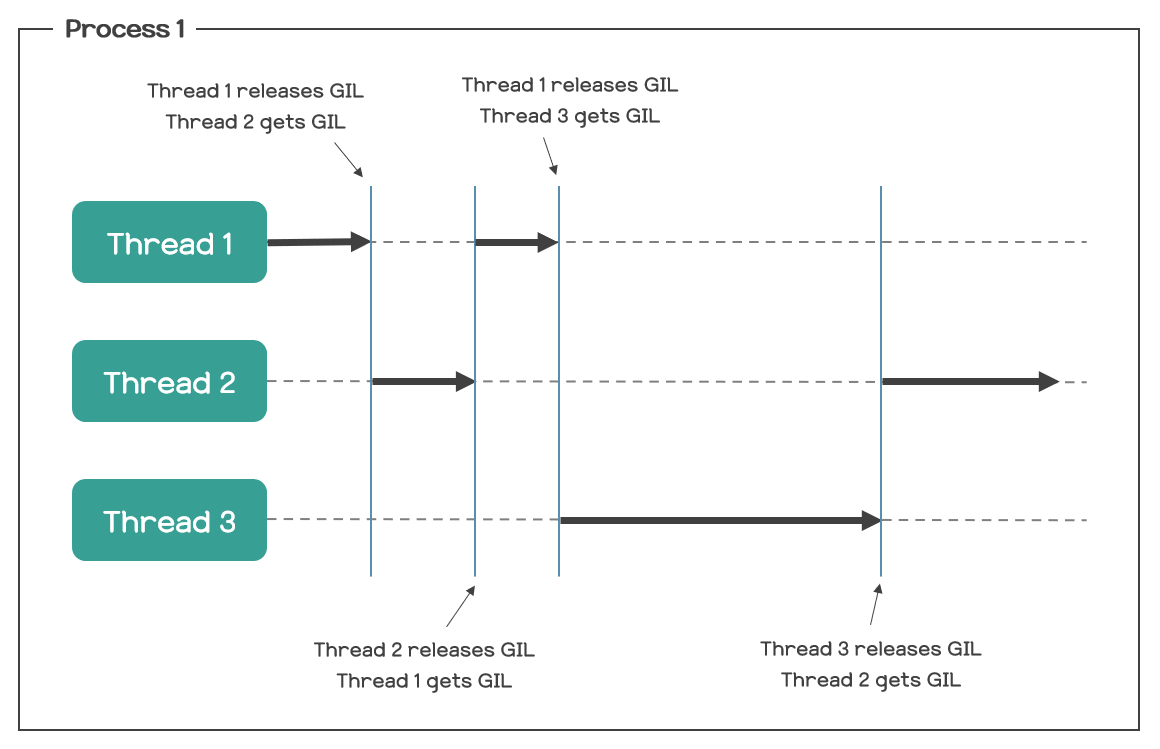 Process 1
Thread 1 releases GIL
Thread 2 gets GIL
Thread 1 releases GIL
Thread 3 gets GIL
Thread 1
Thread 2
Thread 3
Thread 2 releases GIL
Thread 1 gets GIL
Thread 3 releases GIL
Thread 2 gets GIL